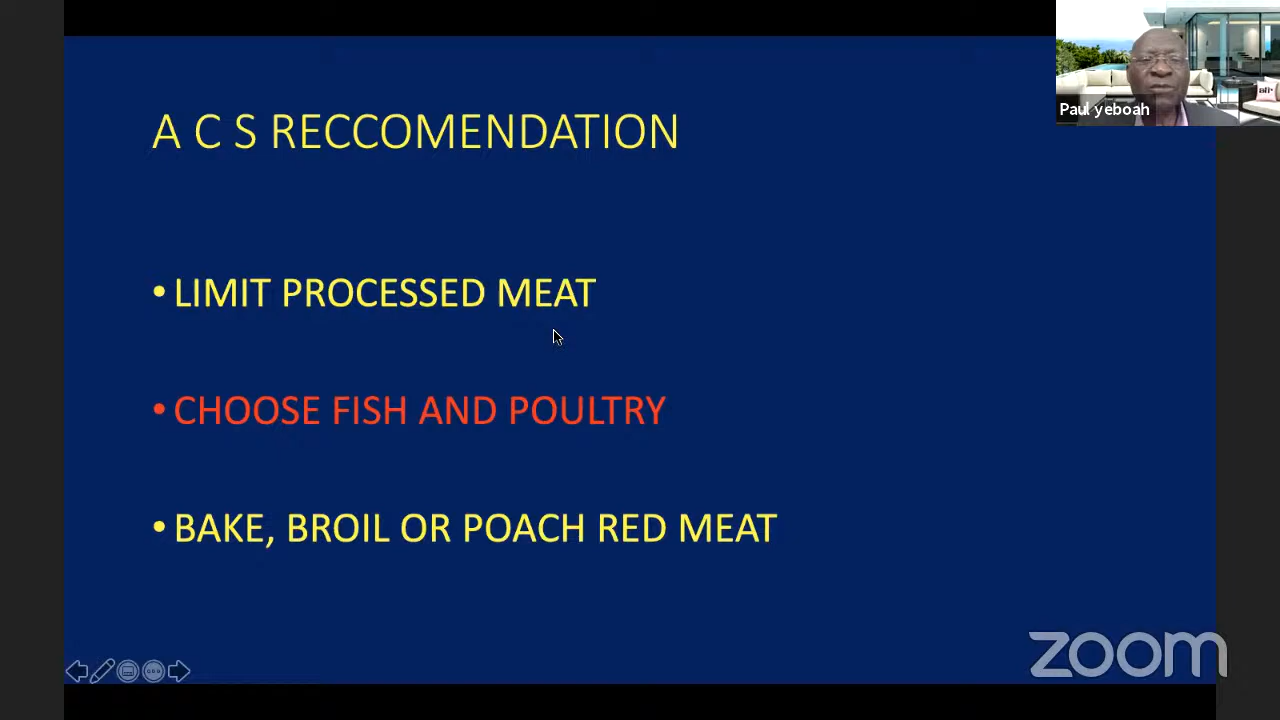 Paul yeboah
A C S RECCOMENDATION
• LIMIT PROCESSED MEAT
• CHOOSE FISH AND POULTRY
• BAKE, BROIL OR POACH RED MEAT
zoom